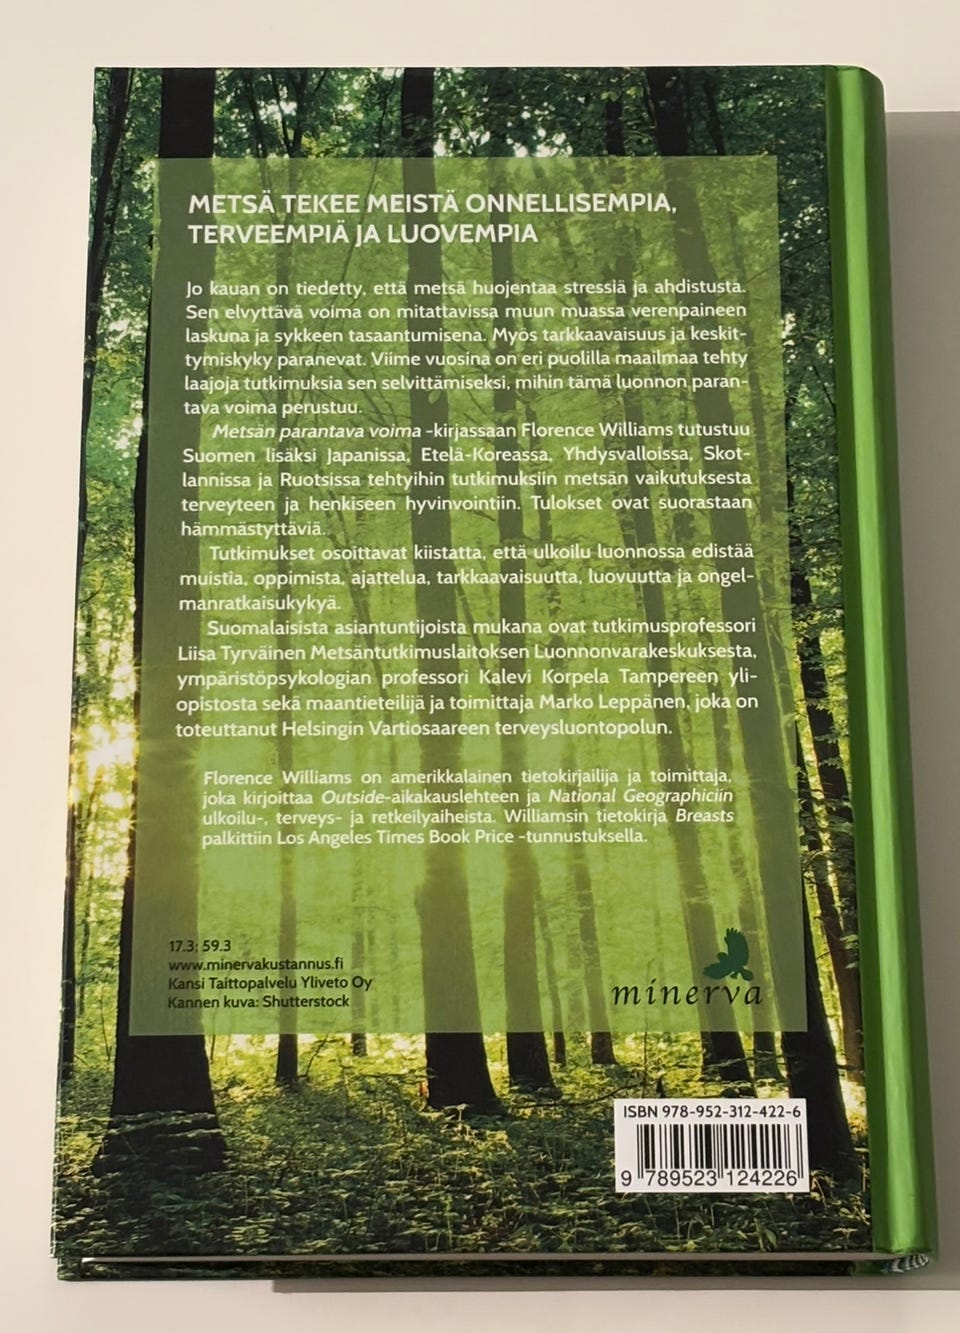 METSÄ TEKEE MEISTÄ ONNELLISEMPIA,
TERVEEMPIÄ JA LUOVEMPIA
Jo kauan on tiedetty, että metsä huojentaa stressiä ja ahdistusta.
Sen elvyttävä voima on mitattavissa muun muassa verenpaineen
laskuna ja sykkeen tasaantumisena. Myös tarkkaavaisuus ja keskit-
tymiskyky paranevat. Viime vuosina on eri puolilla maailmaa tehty
laajoja tutkimuksia sen selvittämiseksi, mihin tämä luonnon paran-
tava voima perustuu.
Metsän parantava voima -kirjassaan Florence Williams tutustuu
Suomen lisäksi Japanissa, Etelä-Koreassa, Yhdysvalloissa, Skot-
lannissa ja Ruotsissa tehtyihin tutkimuksiin metsän vaikutuksesta
terveyteen ja henkiseen hyvinvointiin. Tulokset ovat suorastaan
hämmästyttäviä.
Tutkimukset osoittavat kiistatta, että ulkoilu luonnossa edistää
muistia, oppimista, ajattelua, tarkkaavaisuutta, luovuutta ja ongel-
manratkaisukykyä.
Suomalaisista asiantuntijoista mukana ovat tutkimusprofessori
Liisa Tyrväinen Metsäntutkimuslaitoksen Luonnonvarakeskuksesta,
ympäristöpsykologian professori Kalevi Korpela Tampereen yli-
opistosta sekä maantieteilijä ja toimittaja Marko Leppänen, joka on
toteuttanut Helsingin Vartiosaareen terveysluontopolun.
Florence Williams on amerikkalainen tietokirjailija ja toimittaja,
joka kirjoittaa Outside-aikakauslehteen ja National Geographiciin
ulkoilu-, terveys- ja retkeilyaiheista. Williamsin tietokirja Breasts
palkittiin Los Angeles Times Book Price -tunnustuksella.
17.3; 59.3
www.minervakustannus.fi
Kansi Taittopalvelu Yliveto Oy
Kannen kuva: Shutterstock
minerva
ISBN 978-952-312-422-6
9 789523 124226